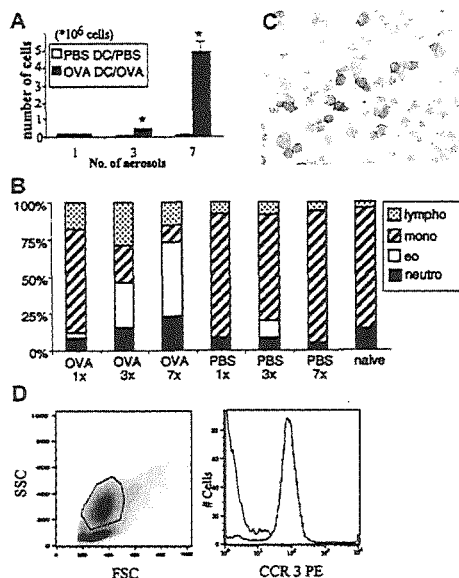 A
(*10⁶ cells)
number of cells
5
4
3
2
1
0
PBS DC/PBS
OVA DC/OVA
*
*
1 3 7
No. of aerosols
C
B
100%
75%
50%
25%
0%
OVA 1x
OVA 3x
OVA 7x
PBS 1x
PBS 3x
PBS 7x
naive
lympho
mono
eo
neutro
D
SSC
FSC
# Cells
CCR 3 PE